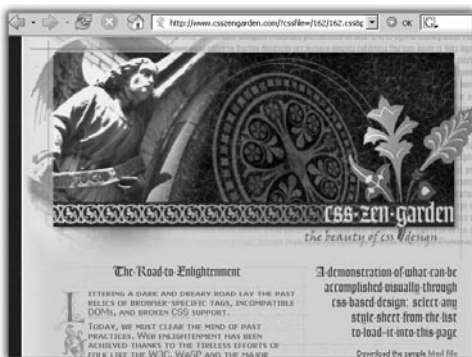 http://www.csszengarden.com/?cssfile=/162/162.css&p
OK
css·zen·garden
the beauty of css design
The·Road·to·Enlightenment
LITTERING A DARK AND DREARY ROAD LAY THE PAST
RELICS OF BROWSER-SPECIFIC TAGS, INCOMPATIBLE
DOMS, AND BROKEN CSS SUPPORT.
TODAY, WE MUST CLEAR THE MIND OF PAST
PRACTICES. WEB ENLIGHTENMENT HAS BEEN
ACHIEVED THANKS TO THE TIRELESS EFFORTS OF
FOLK LIKE THE W3C, WASP AND THE MAJOR
A·demonstration·of·what·can·be
accomplished·visually·through
css-based·design·select·any
style·sheet·from·the·list
to·load·it·into·this·page
Download the sample html file